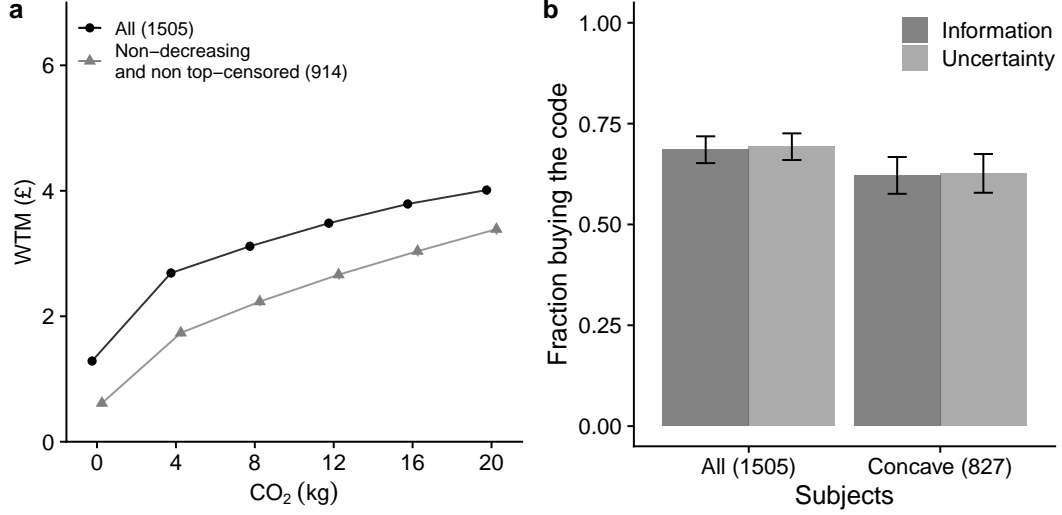 a
All (1505)
Non−decreasing
and non top−censored (914)
6
4
2
0
WTM (£)
0 4 8 12 16 20
CO₂ (kg)
b
Information
Uncertainty
1.00
0.75
0.50
0.25
0.00
Fraction buying the code
All (1505) Concave (827)
Subjects